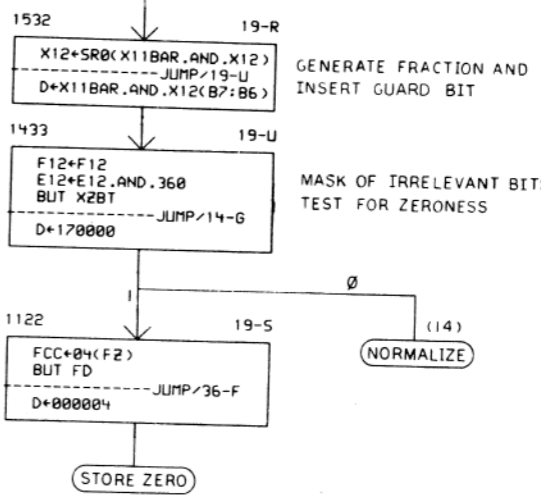 1532 19-R
X12←SR0(X11BAR.AND.X12)
JUMP/19-U
D←X11BAR.AND.X12(B7:B6)
GENERATE FRACTION AND
INSERT GUARD BIT
1433 19-U
F12←F12
E12←E12.AND.360
BUT XZBT
JUMP/14-G
D←170000
MASK OF IRRELEVANT BIT
TEST FOR ZERONESS
1 Ø
1122 19-S
(14)
FCC←04(FZ)
BUT FD
JUMP/36-F
D←000004
NORMALIZE
STORE ZERO